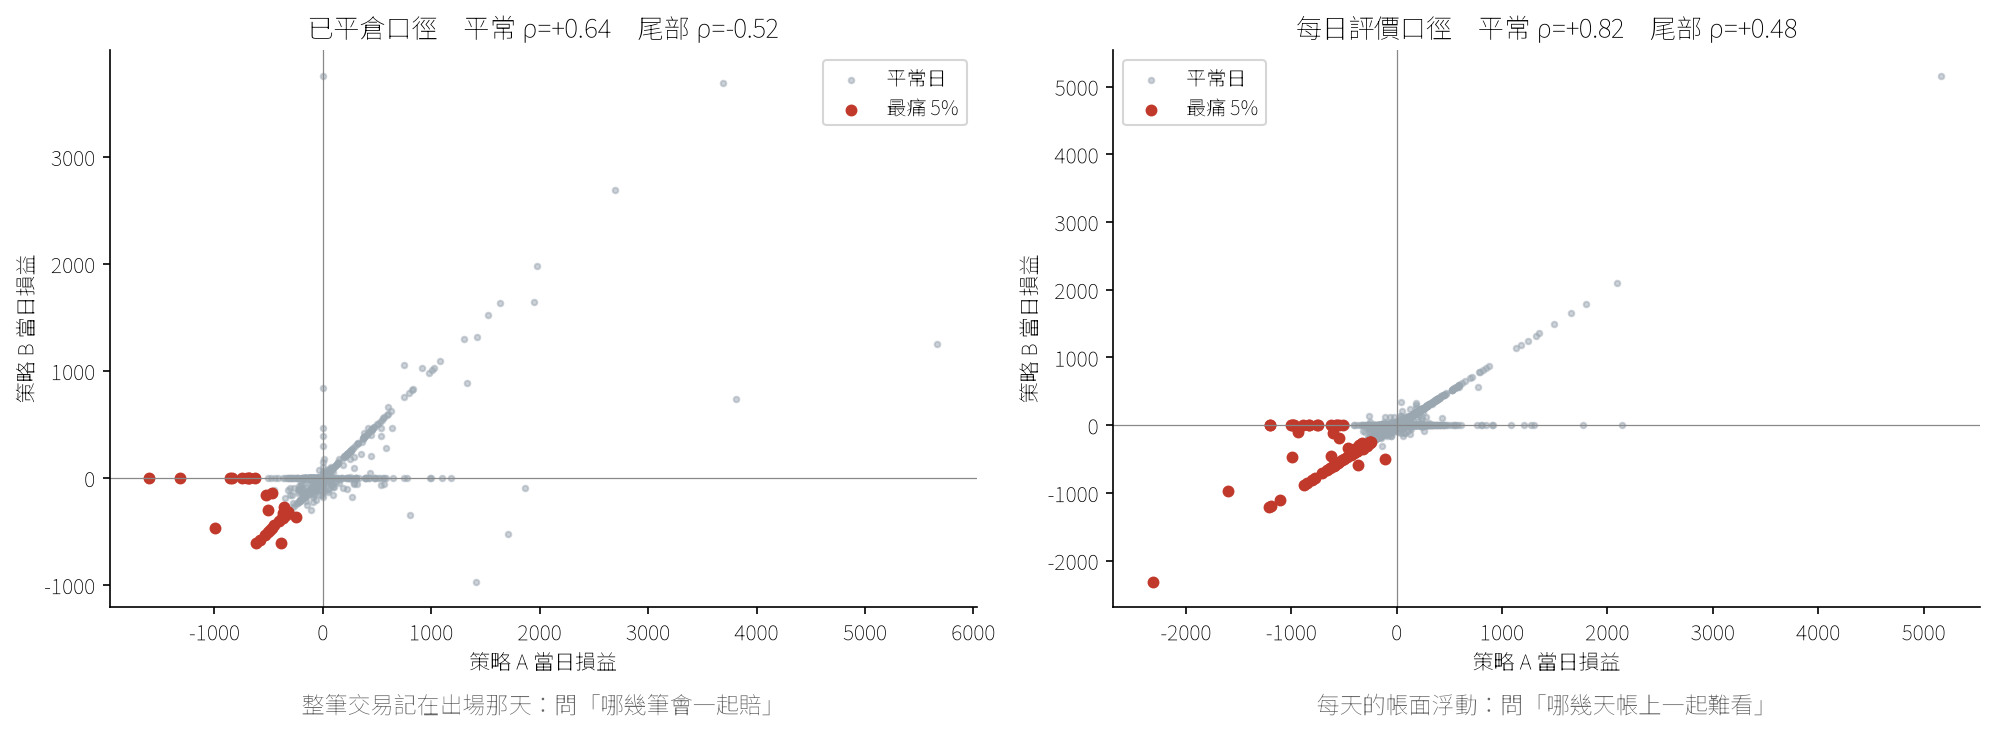 已平倉口徑　平常 ρ=+0.64　尾部 ρ=-0.52
平常日
最痛 5%
3000
2000
1000
0
-1000
策略 B 當日損益
-1000
0
1000
2000
3000
4000
5000
6000
策略 A 當日損益
整筆交易記在出場那天：問「哪幾筆會一起賠」
每日評價口徑　平常 ρ=+0.82　尾部 ρ=+0.48
平常日
最痛 5%
5000
4000
3000
2000
1000
0
-1000
-2000
策略 B 當日損益
-2000
-1000
0
1000
2000
3000
4000
5000
策略 A 當日損益
每天的帳面浮動：問「哪幾天帳上一起難看」